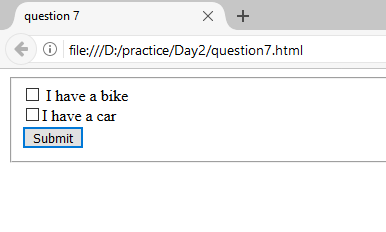 question 7
file:///D:/practice/Day2/question7.html
I have a bike
I have a car
Submit